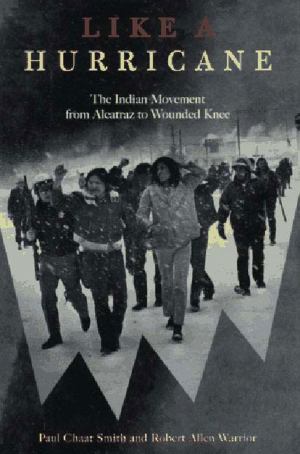 LIKE A
HURRICANE
The Indian Movement
from Alcatraz to Wounded Knee
Paul Chaat Smith and Robert Allen Warrior